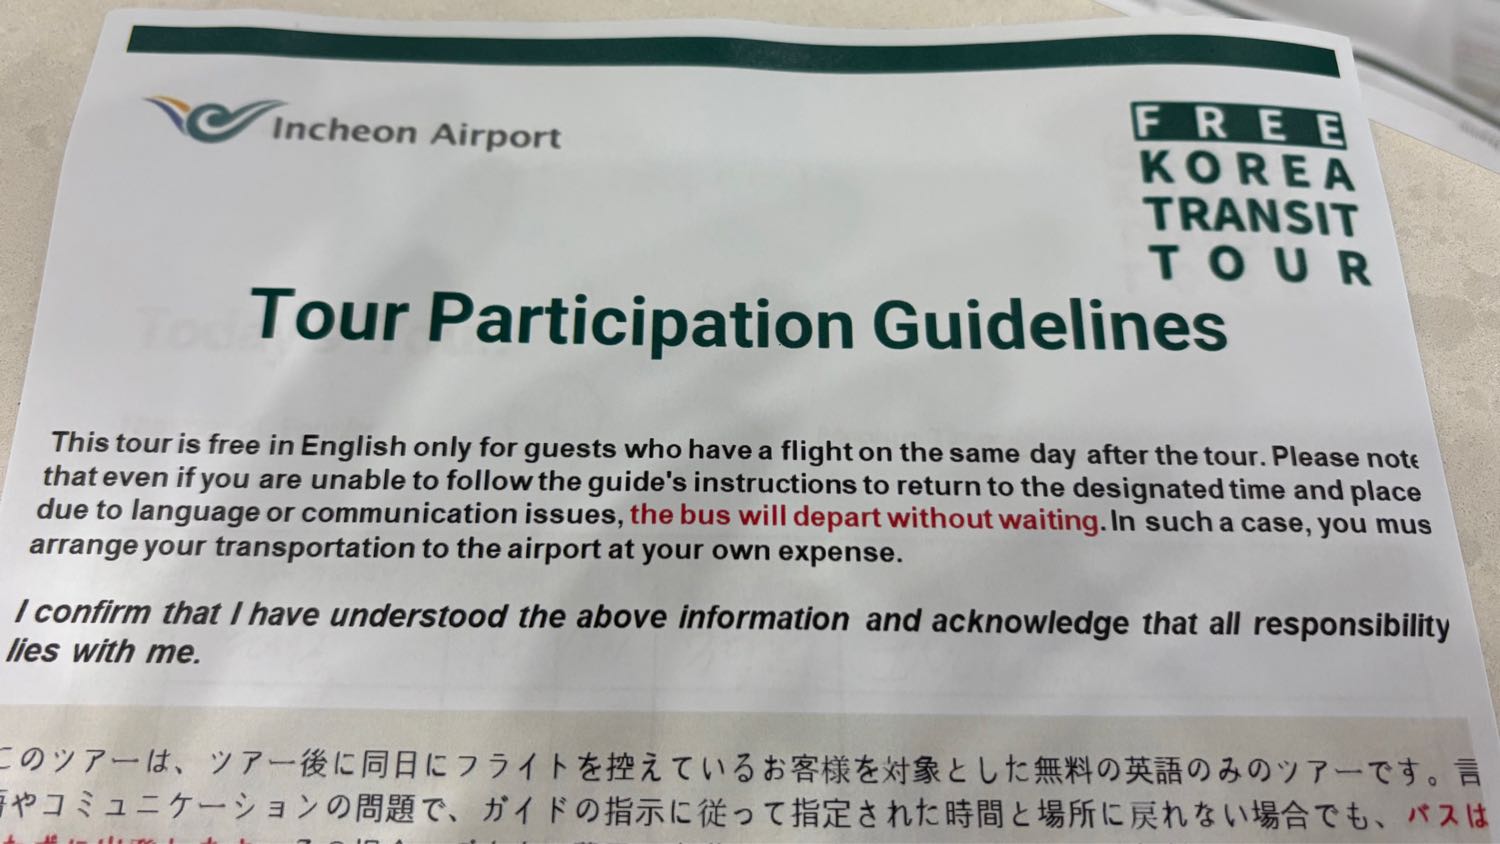 Incheon Airport
FREE
KOREA
TRANSIT
TOUR
Tour Participation Guidelines
This tour is free in English only for guests who have a flight on the same day after the tour. Please note
that even if you are unable to follow the guide's instructions to return to the designated time and place
due to language or communication issues, the bus will depart without waiting. In such a case, you mus
arrange your transportation to the airport at your own expense.
I confirm that I have understood the above information and acknowledge that all responsibility
lies with me.
このツアーは、ツアー後に同日にフライトを控えているお客様を対象とした無料の英語のみのツアーです。言
やコミュニケーションの問題で、ガイドの指示に従って指定された時間と場所に戻れない場合でも、バスは